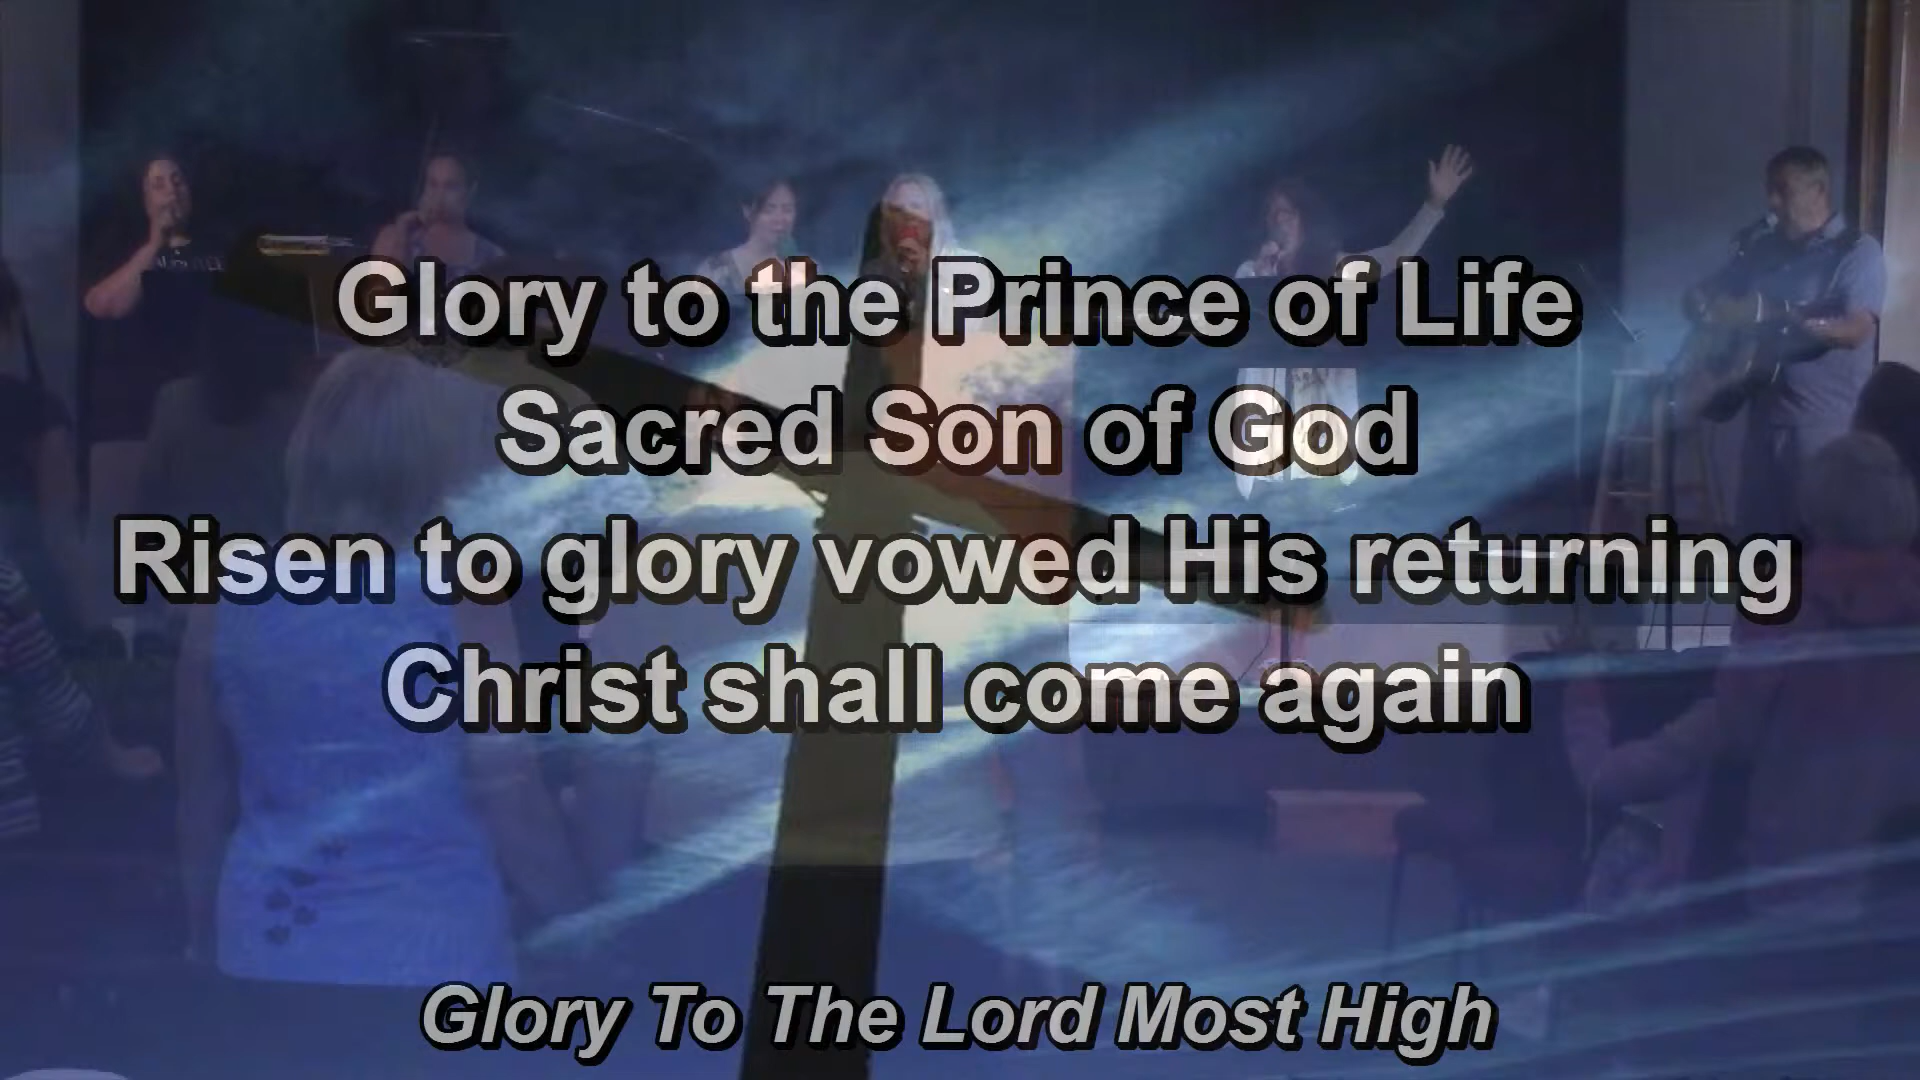 Glory to the Prince of Life
Sacred Son of God
Risen to glory vowed His returning
Christ shall come again
Glory To The Lord Most High